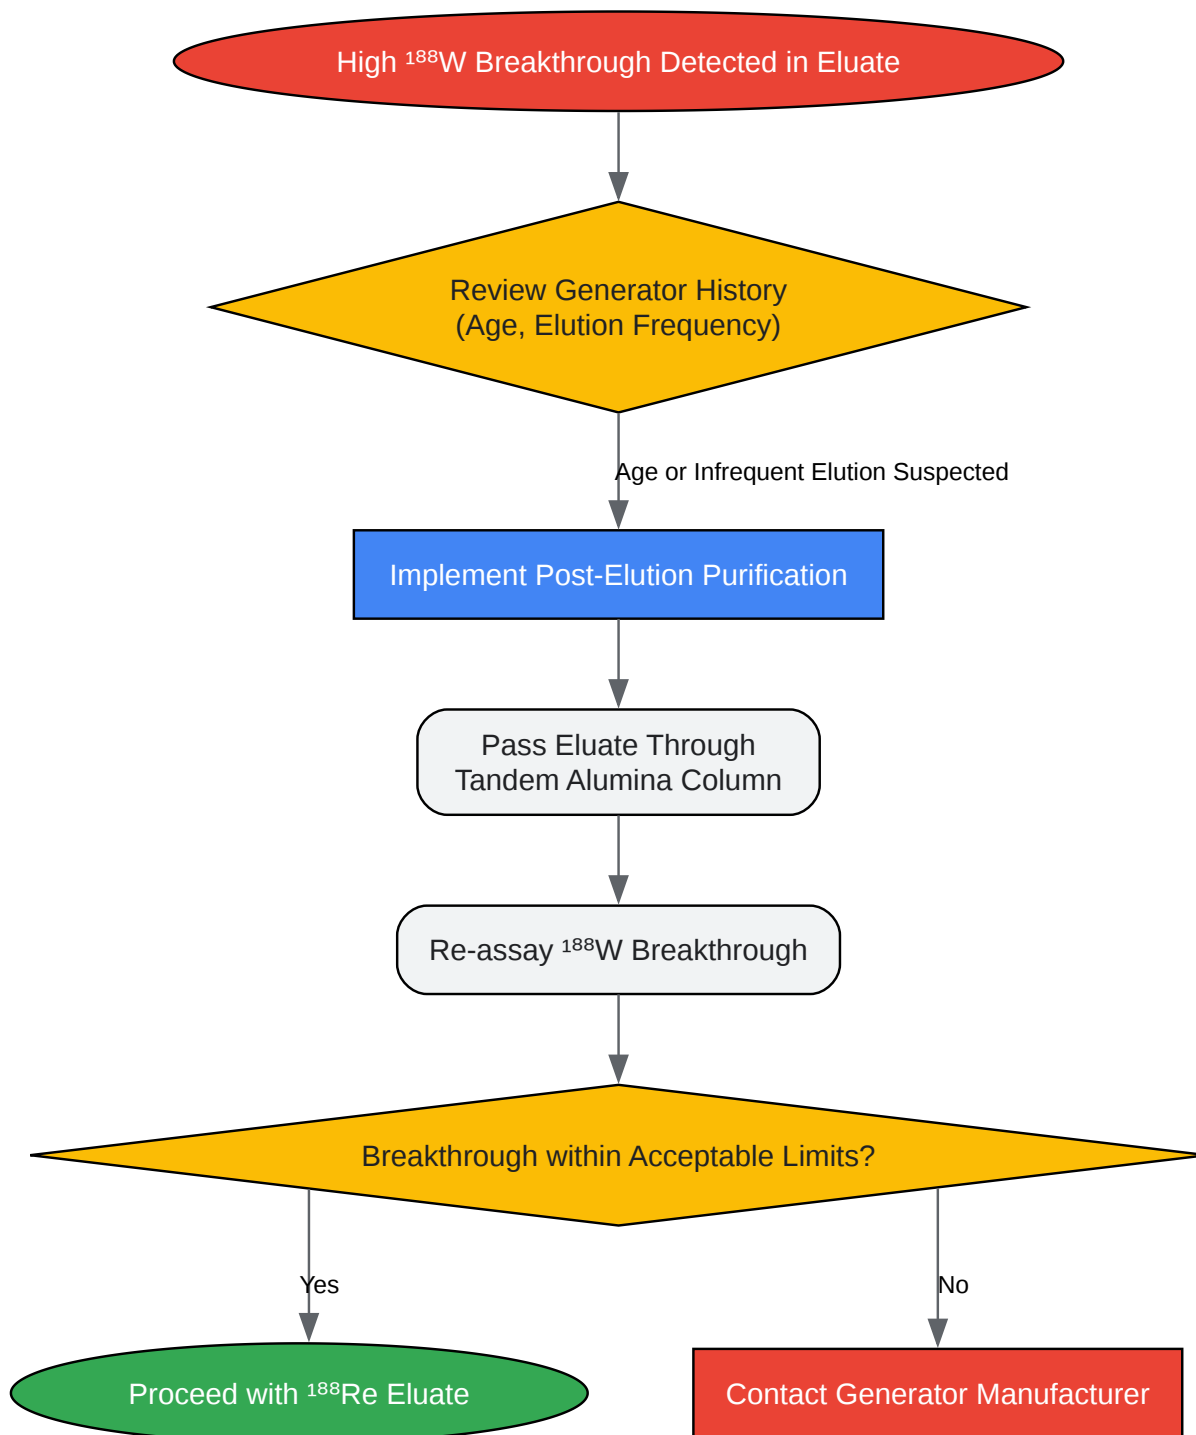 High ¹⁸⁸W Breakthrough Detected in Eluate
Review Generator History
(Age, Elution Frequency)
Age or Infrequent Elution Suspected
Implement Post-Elution Purification
Pass Eluate Through
Tandem Alumina Column
Re-assay ¹⁸⁸W Breakthrough
Breakthrough within Acceptable Limits?
Yes
No
Proceed with ¹⁸⁸Re Eluate
Contact Generator Manufacturer